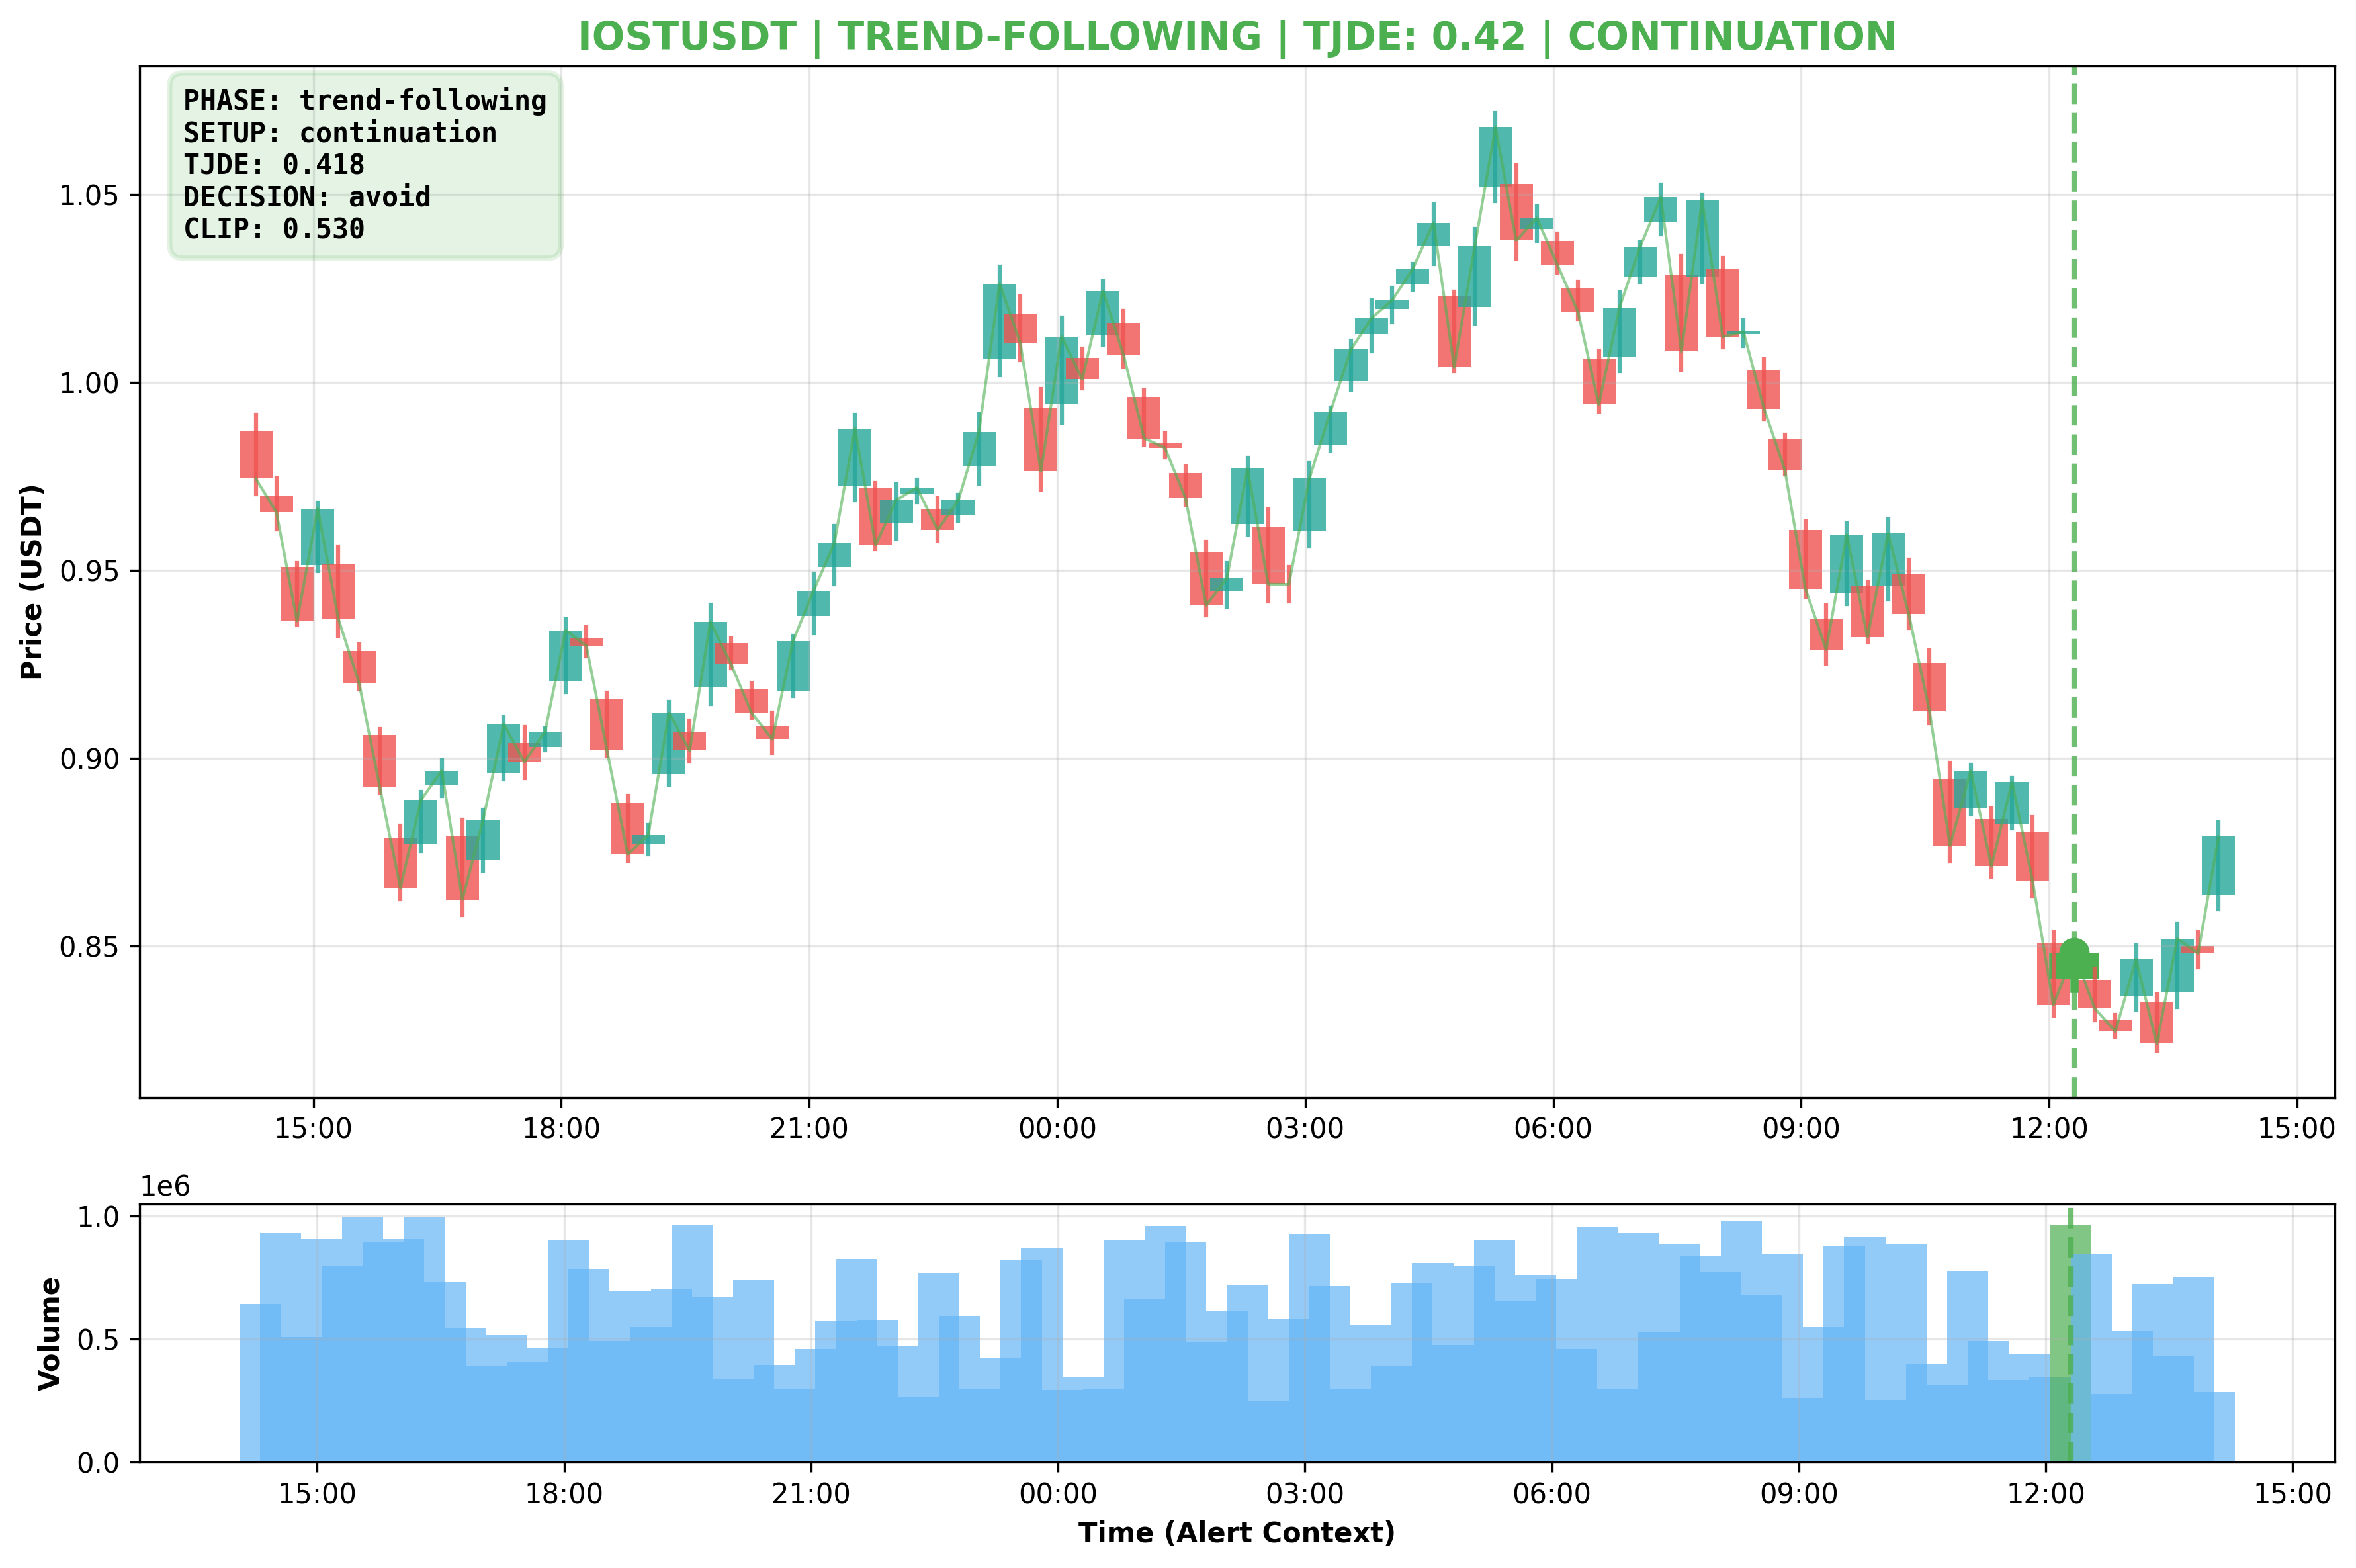 IOSTUSDT | TREND-FOLLOWING | TJDE: 0.42 | CONTINUATION
PHASE: trend-following
SETUP: continuation
TJDE: 0.418
DECISION: avoid
CLIP: 0.530
Price (USDT)
1.05
1.00
0.95
0.90
0.85
15:00 18:00 21:00 00:00 03:00 06:00 09:00 12:00 15:00
1e6
Volume
1.0
0.5
0.0
15:00 18:00 21:00 00:00 03:00 06:00 09:00 12:00 15:00
Time (Alert Context)